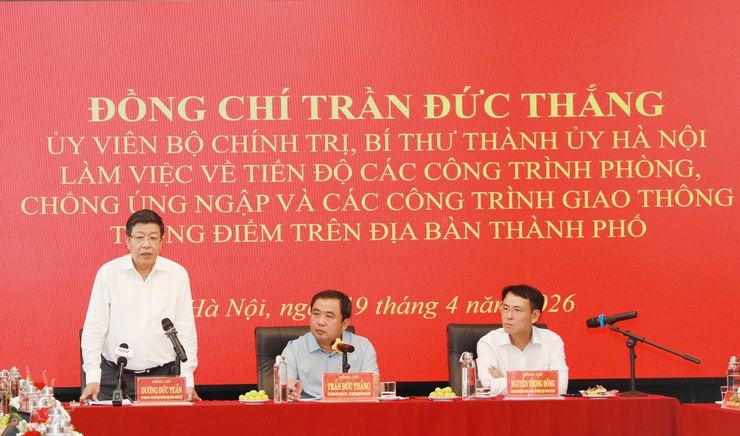 ĐỒNG CHÍ TRẦN ĐỨC THẮNG
ỦY VIÊN BỘ CHÍNH TRỊ, BÍ THƯ THÀNH ỦY HÀ NỘI
LÀM VIỆC VỀ TIẾN ĐỘ CÁC CÔNG TRÌNH PHÒNG,
CHỐNG ÚNG NGẬP VÀ CÁC CÔNG TRÌNH GIAO THÔNG
ĐIỂM TRÊN ĐỊA BÀN THÀNH PHỐ
Hà Nội, 9 tháng 4 2026
ĐỒNG CHÍ
DƯƠNG ĐỨC TUẤN
ĐỒNG CHÍ
TRẦN ĐỨC THẮNG
ĐỒNG CHÍ
NGUYỄN TRỌNG ĐÔNG